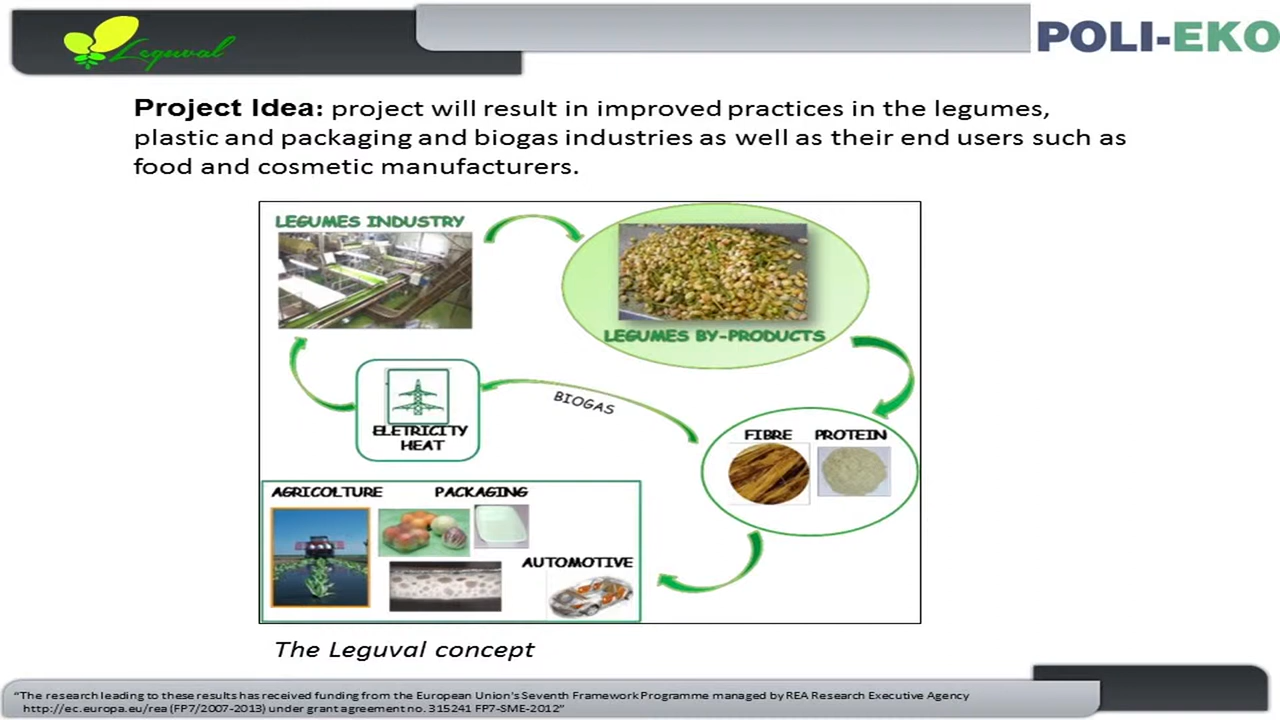 Leguval
POLI-EKO
Project Idea: project will result in improved practices in the legumes,
plastic and packaging and biogas industries as well as their end users such as
food and cosmetic manufacturers.
LEGUMES INDUSTRY
LEGUMES BY-PRODUCTS
BIOGAS
ELETRICITY
HEAT
FIBRE PROTEIN
AGRICOLTURE PACKAGING
AUTOMOTIVE
The Leguval concept
“The research leading to these results has received funding from the European Union's Seventh Framework Programme managed by REA Research Executive Agency
http://ec.europa.eu/rea (FP7/2007-2013) under grant agreement no. 315241 FP7-SME-2012”